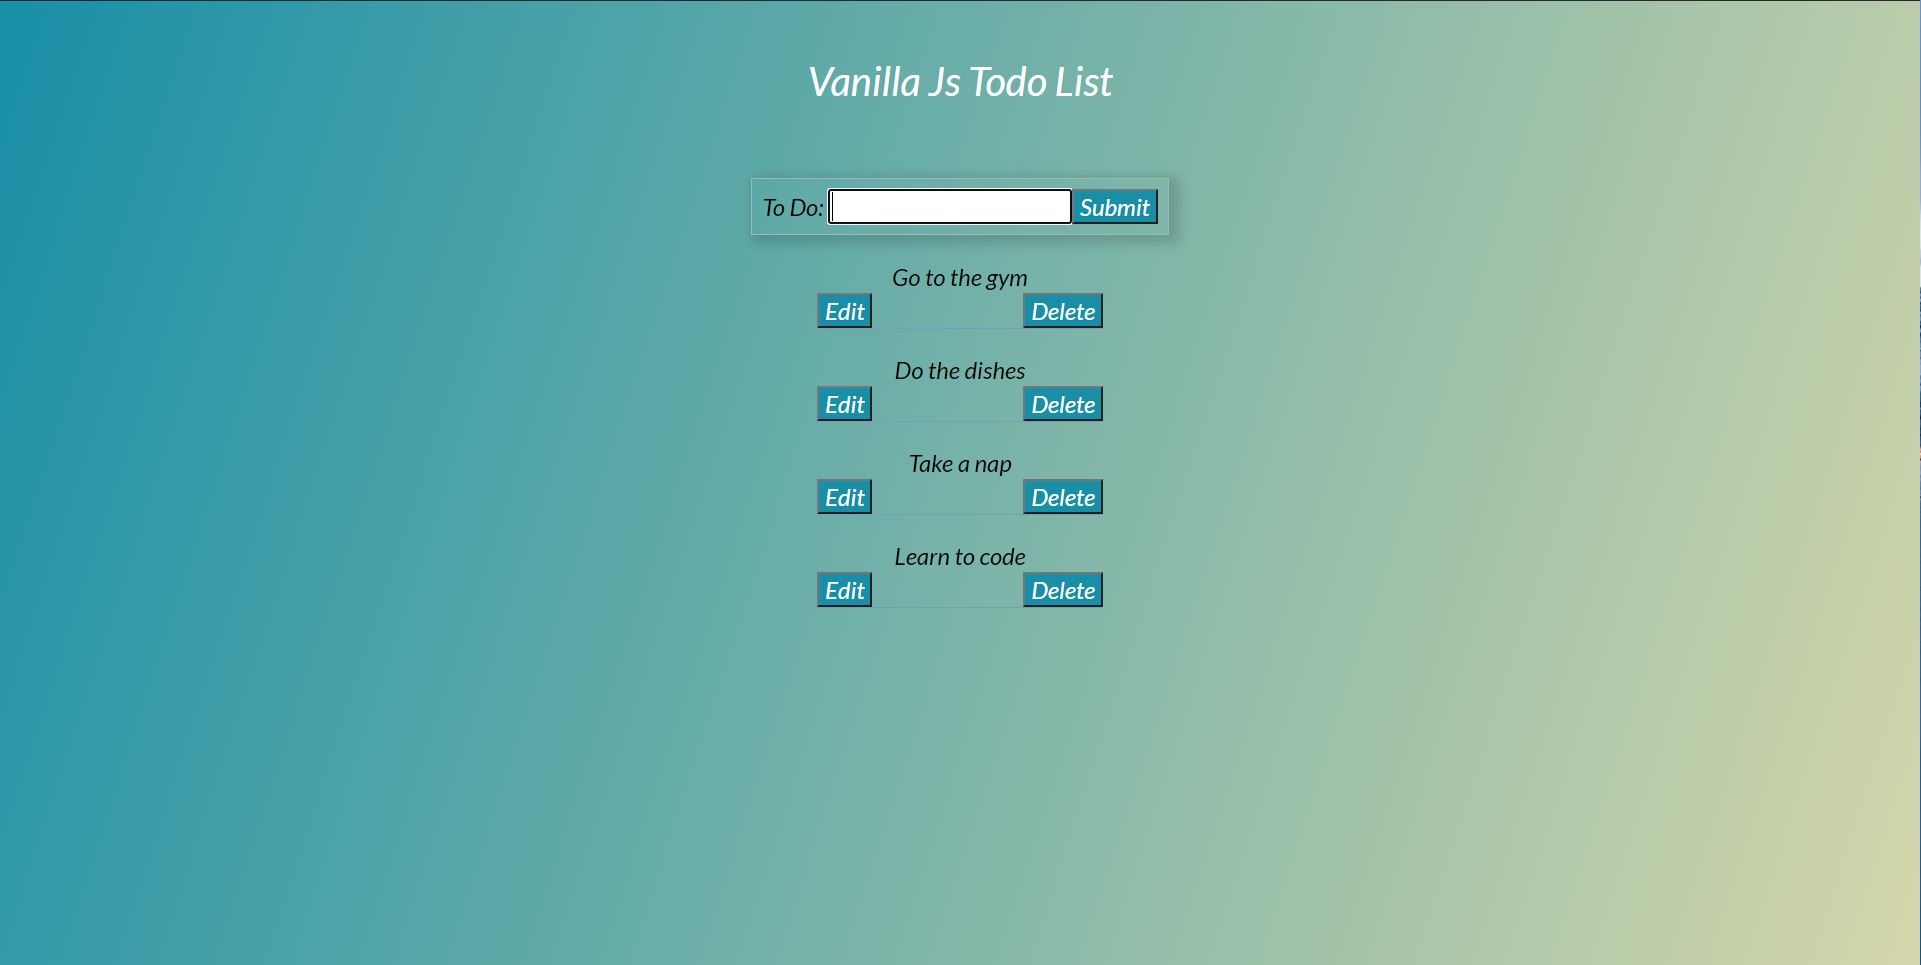 Vanilla Js Todo List
To Do: Submit
Go to the gym
Edit Delete
Do the dishes
Edit Delete
Take a nap
Edit Delete
Learn to code
Edit Delete